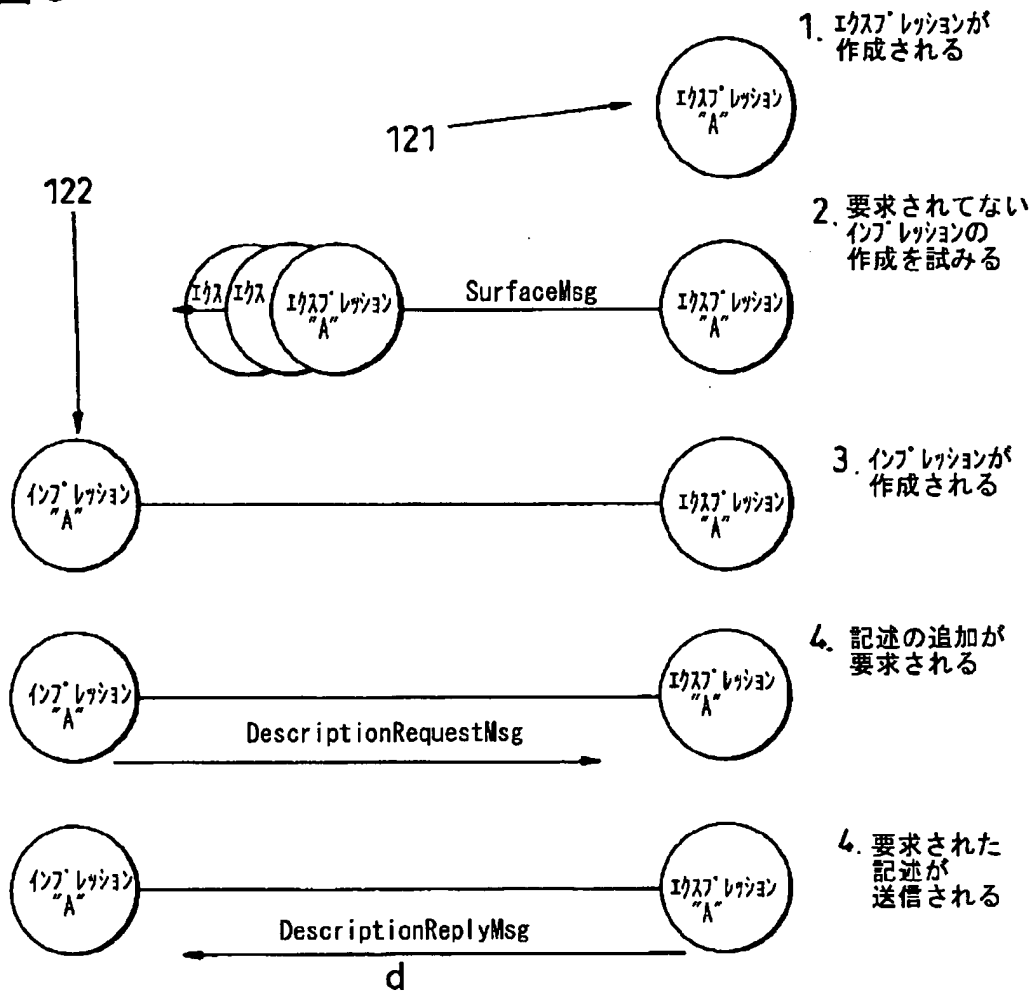 1. ｴｸｽﾌﾟﾚｯｼｮﾝが
作成される
ｴｸｽﾌﾟﾚｯｼｮﾝ
"A"
121
122
2. 要求されてない
ｲﾝﾌﾟﾚｯｼｮﾝの
作成を試みる
ｴｸｽ
ｴｸｽ
ｴｸｽﾌﾟﾚｯｼｮﾝ
"A"
SurfaceMsg
ｴｸｽﾌﾟﾚｯｼｮﾝ
"A"
3. ｲﾝﾌﾟﾚｯｼｮﾝが
作成される
ｲﾝﾌﾟﾚｯｼｮﾝ
"A"
ｴｸｽﾌﾟﾚｯｼｮﾝ
"A"
4. 記述の追加が
要求される
ｲﾝﾌﾟﾚｯｼｮﾝ
"A"
ｴｸｽﾌﾟﾚｯｼｮﾝ
"A"
DescriptionRequestMsg
4. 要求された
記述が
送信される
ｲﾝﾌﾟﾚｯｼｮﾝ
"A"
ｴｸｽﾌﾟﾚｯｼｮﾝ
"A"
DescriptionReplyMsg
d